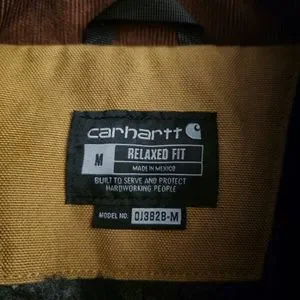 carhartt
M RELAXED FIT
MADE IN MEXICO
BUILT TO SERVE AND PROTECT
HARDWORKING PEOPLE
MODEL NO: OJ3828-M